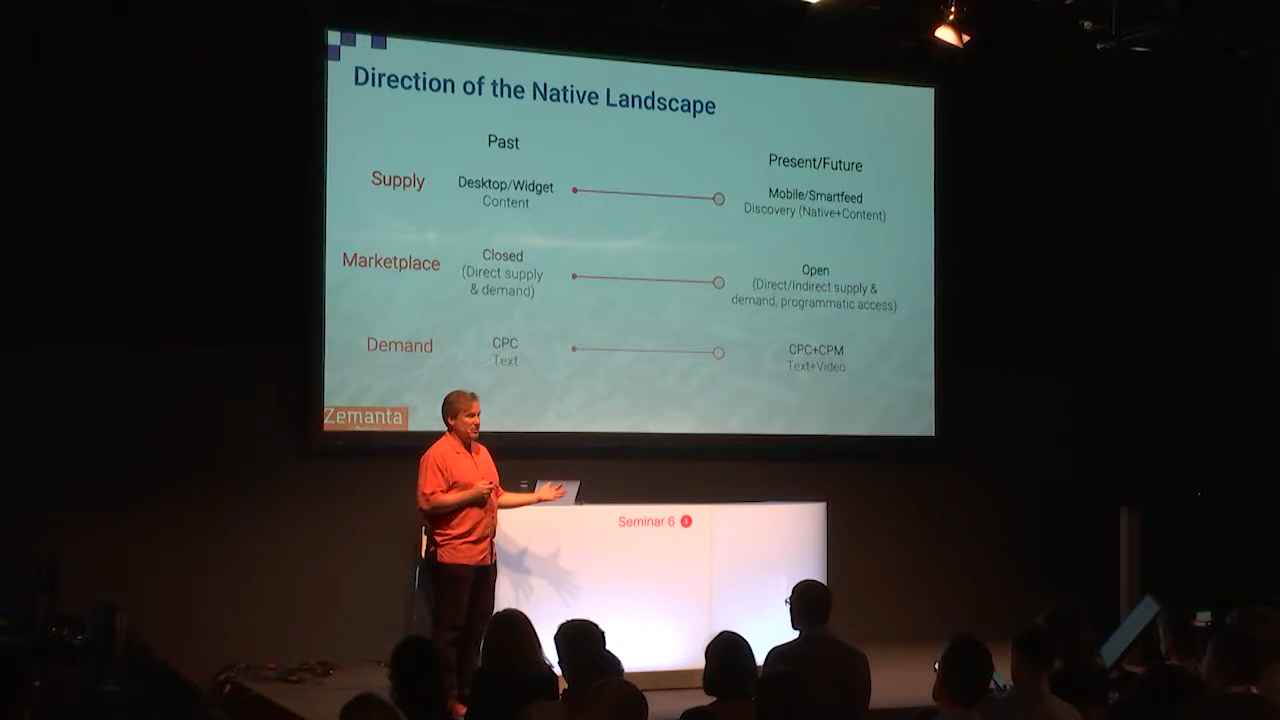 Direction of the Native Landscape
Past
Present/Future
Supply
Desktop/Widget
Content
Mobile/Smartfeed
Discovery (Native+Content)
Marketplace
Closed
(Direct supply
& demand)
Open
(Direct/Indirect supply &
demand, programmatic access)
Demand
CPC
Text
CPC+CPM
Text+Video
Zemanta
Seminar 6